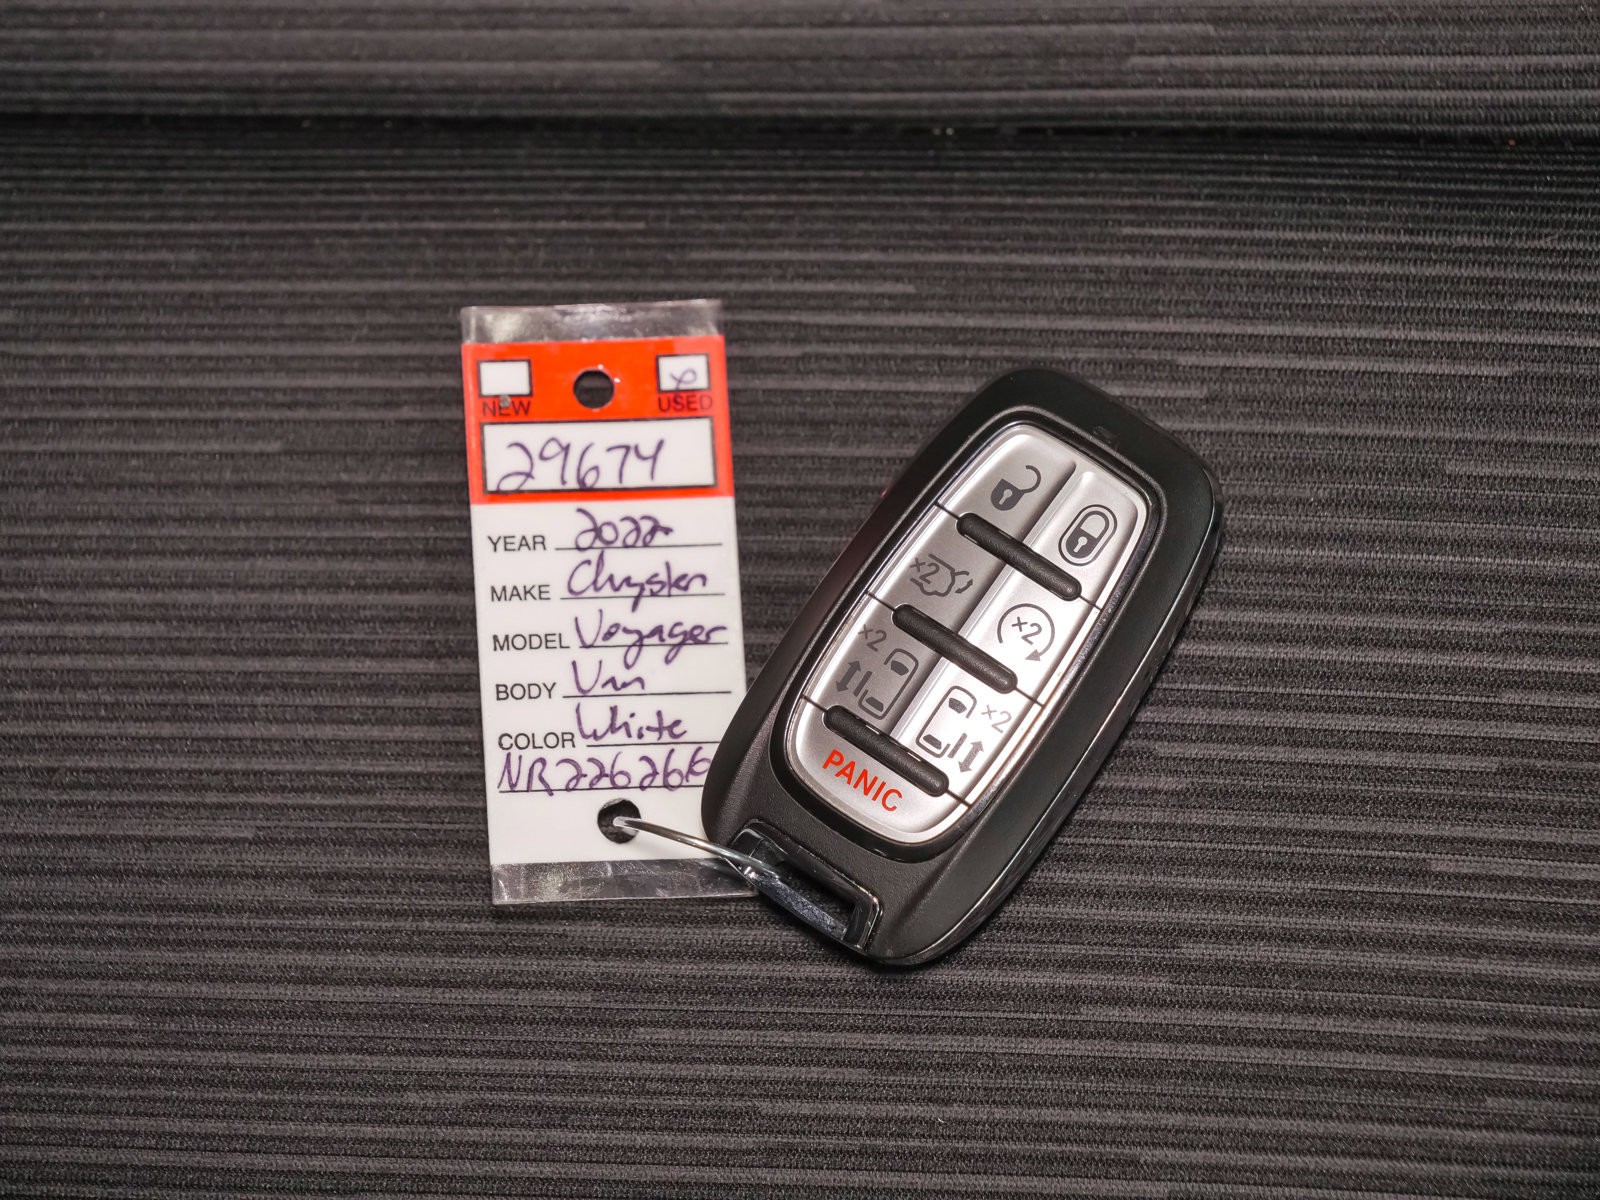 NEW USED
29674
YEAR 2022
MAKE Chrysler
MODEL Voyager
BODY Van
COLOR White
NR226266
x2
x2
x2
x2
PANIC